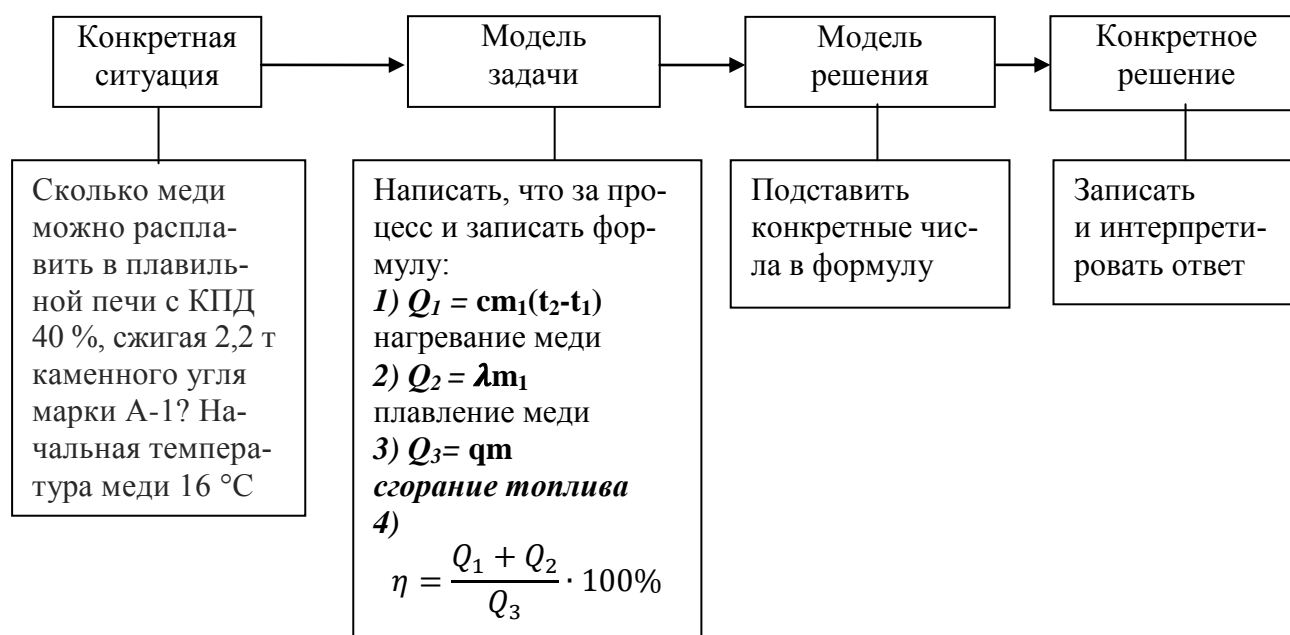 Конкретная
ситуация
Модель
задачи
Модель
решения
Конкретное
решение
Сколько меди
можно распла-
вить в плавиль-
ной печи с КПД
40 %, сжигая 2,2 т
каменного угля
марки А-1? На-
чальная темпера-
тура меди 16 °С
Написать, что за про-
цесс и записать фор-
мулу:
1) Q₁ = cm₁(t₂-t₁)
нагревание меди
2) Q₂ = λm₁
плавление меди
3) Q₃= qm
сгорание топлива
4)
η = (Q₁ + Q₂)/Q₃ · 100%
Подставить
конкретные чис-
ла в формулу
Записать
и интерпрети-
ровать ответ